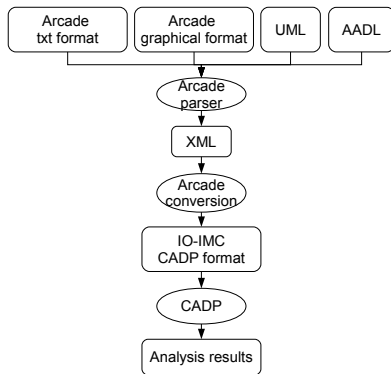 Arcade
txt format
Arcade
graphical format
UML
AADL
Arcade
parser
XML
Arcade
conversion
IO-IMC
CADP format
CADP
Analysis results